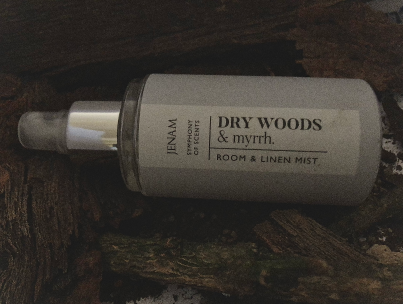 JENAM
SYMPHONY
OF SCENTS
DRY WOODS
& myrrh.
ROOM & LINEN MIST.